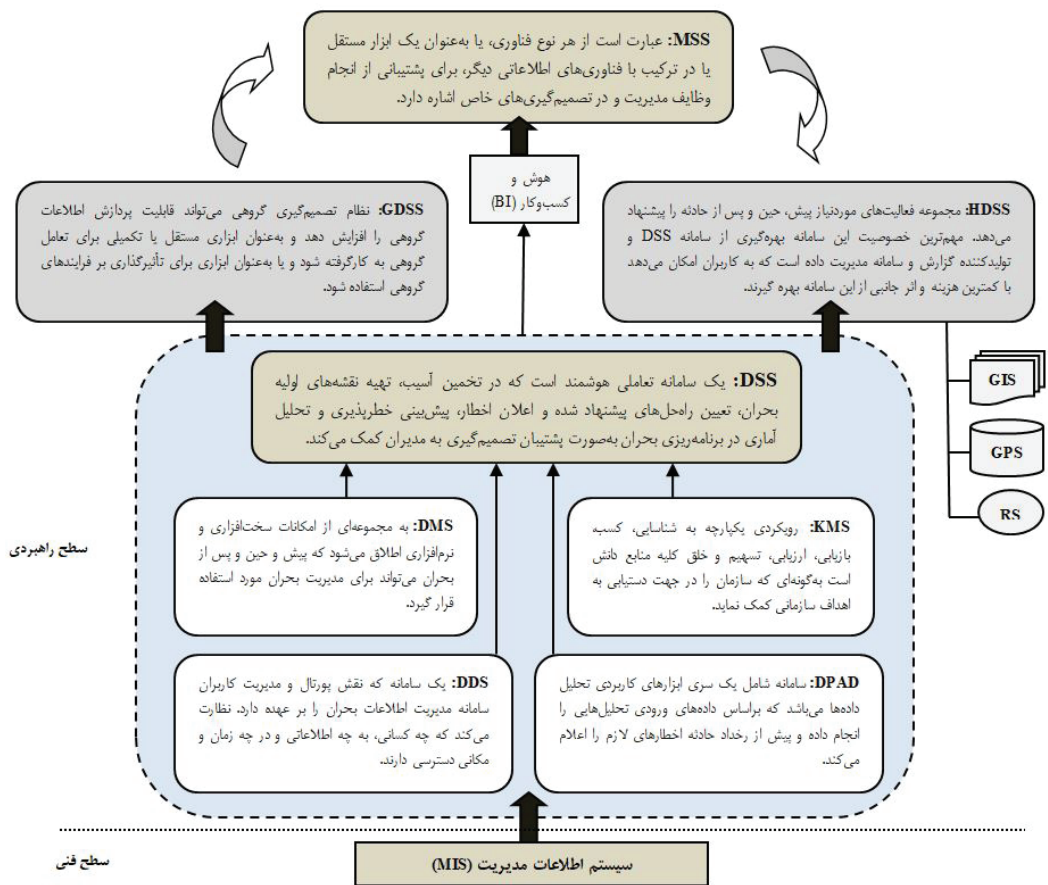 MSS: عبارت است از هر نوع فناوری، یا به‌عنوان یک ابزار مستقل
یا در ترکیب با فناوری‌های اطلاعاتی دیگر، برای پشتیبانی از انجام
وظایف مدیریت و در تصمیم‌گیری‌های خاص اشاره دارد.
هوش و
کسب‌وکار (BI)
HDSS: مجموعه فعالیت‌های موردنیاز پیش، حین و پس از حادثه را پیشنهاد
می‌دهد. مهم‌ترین خصوصیت این سامانه بهره‌گیری از سامانه DSS و
تولیدکننده گزارش و سامانه مدیریت داده است که به کاربران امکان می‌دهد
با کمترین هزینه و اثر جانبی از این سامانه بهره گیرند.
GDSS: نظام تصمیم‌گیری گروهی می‌تواند قابلیت پردازش اطلاعات
گروهی را افزایش دهد و به‌عنوان ابزاری مستقل یا تکمیلی برای تعامل
گروهی به کارگرفته شود و یا به‌عنوان ابزاری برای تأثیرگذاری بر فرایندهای
گروهی استفاده شود.
GIS
GPS
RS
DSS: یک سامانه تعاملی هوشمند است که در تخمین آسیب، تهیه نقشه‌های اولیه
بحران، تعیین راه‌حل‌های پیشنهاد شده و اعلان اخطار، پیش‌بینی خطرپذیری و تحلیل
آماری در برنامه‌ریزی بحران به‌صورت پشتیبان تصمیم‌گیری به مدیران کمک می‌کند.
KMS: رویکردی یکپارچه به شناسایی، کسب،
بازیابی، ارزیابی، تسهیم و خلق کلیه منابع دانش
است به‌گونه‌ای که سازمان را در جهت دستیابی به
اهداف سازمانی کمک نماید.
DMS: به مجموعه‌ای از امکانات سخت‌افزاری و
نرم‌افزاری اطلاق می‌شود که پیش و حین و پس از
بحران می‌تواند برای مدیریت بحران مورد استفاده
قرار گیرد.
سطح راهبردی
DPAD: سامانه شامل یک سری ابزارهای کاربردی تحلیل
داده‌ها می‌باشد که براساس داده‌های ورودی تحلیل‌هایی را
انجام داده و پیش از رخداد حادثه اخطارهای لازم را اعلام
می‌کند.
DDS: یک سامانه که نقش پورتال و مدیریت کاربران
سامانه مدیریت اطلاعات بحران را بر عهده دارد. نظارت
می‌کند که چه کسانی، به چه اطلاعاتی و در چه زمان و
مکانی دسترسی دارند.
سیستم اطلاعات مدیریت (MIS)
سطح فنی